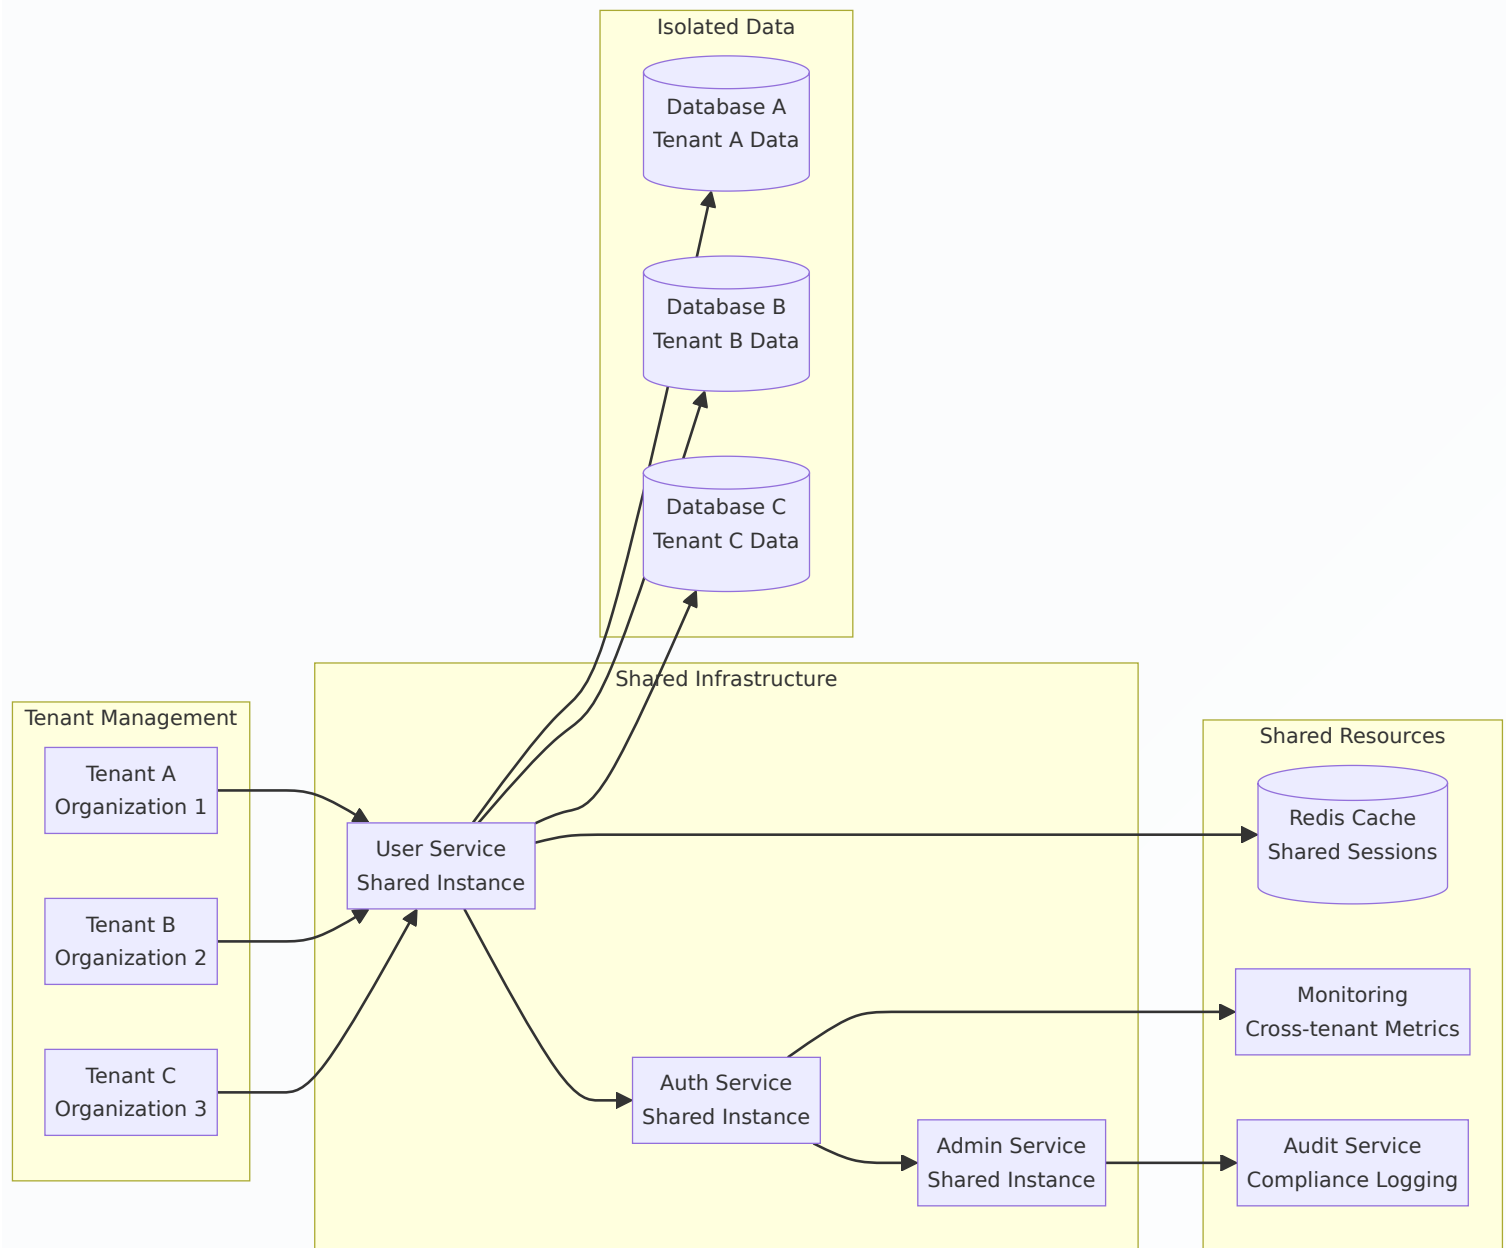 Isolated Data
Database A
Tenant A Data
Database B
Tenant B Data
Database C
Tenant C Data
Shared Infrastructure
Tenant Management
Tenant A
Organization 1
Tenant B
Organization 2
Tenant C
Organization 3
User Service
Shared Instance
Auth Service
Shared Instance
Admin Service
Shared Instance
Shared Resources
Redis Cache
Shared Sessions
Monitoring
Cross-tenant Metrics
Audit Service
Compliance Logging